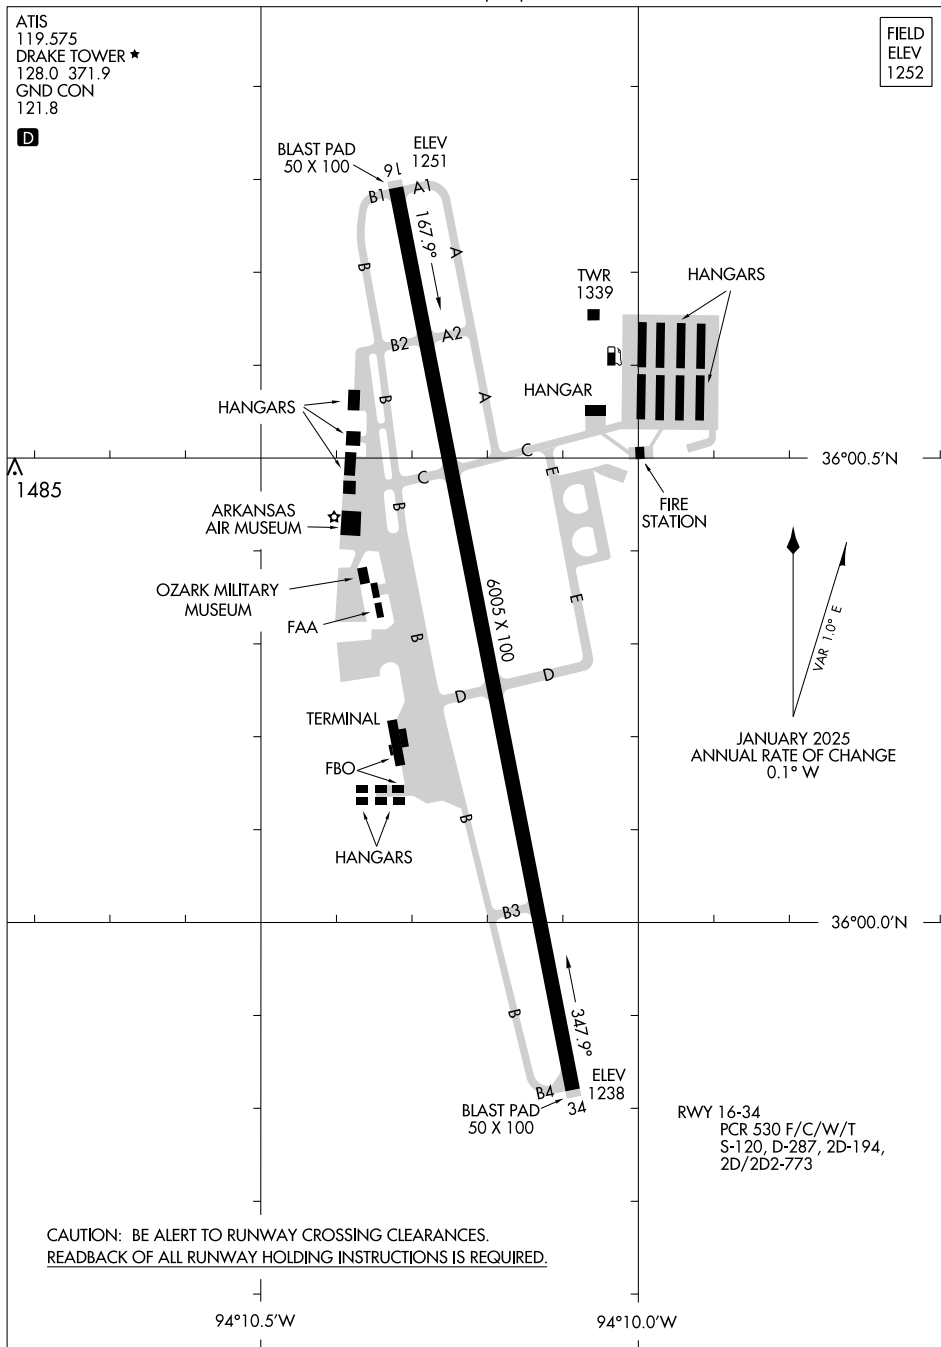 ATIS
119.575
DRAKE TOWER ★
128.0 371.9
GND CON
121.8
D
FIELD
ELEV
1252
BLAST PAD
50 X 100
ELEV
1251
16
B1
A1
167.9°
A
B
TWR
1339
HANGARS
B2
A2
HANGAR
HANGARS
B
A
C
C
E
36°00.5'N
1485
ARKANSAS
AIR MUSEUM
B
FIRE
STATION
OZARK MILITARY
MUSEUM
FAA
6005 X 100
E
B
VAR 1.0° E
D
D
TERMINAL
FBO
JANUARY 2025
ANNUAL RATE OF CHANGE
0.1° W
HANGARS
B
B3
36°00.0'N
B
347.9°
B4
ELEV
1238
34
BLAST PAD
50 X 100
RWY 16-34
PCR 530 F/C/W/T
S-120, D-287, 2D-194,
2D/2D2-773
CAUTION: BE ALERT TO RUNWAY CROSSING CLEARANCES.
READBACK OF ALL RUNWAY HOLDING INSTRUCTIONS IS REQUIRED.
94°10.5'W
94°10.0'W